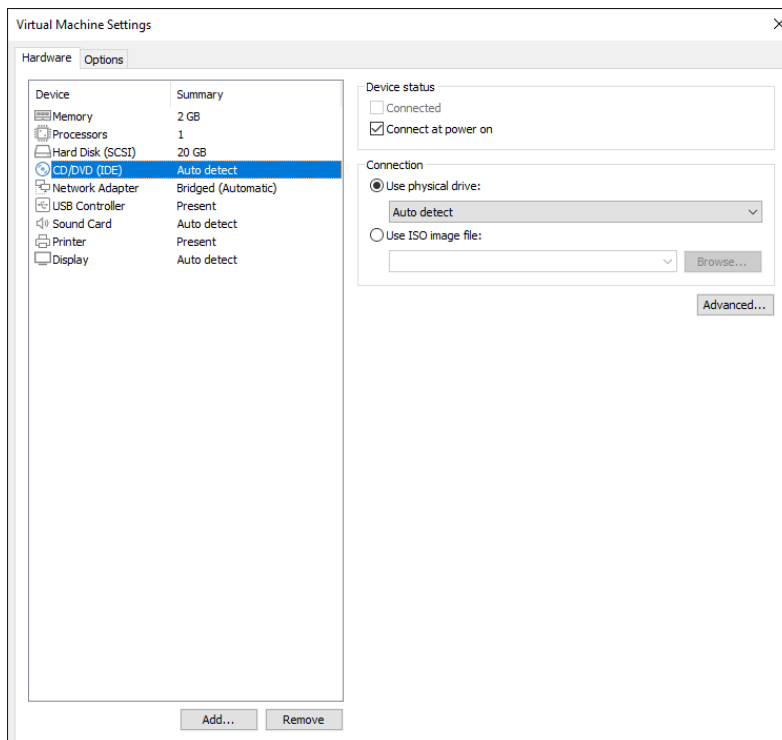 Virtual Machine Settings
Hardware Options
Device Summary
Memory 2 GB
Processors 1
Hard Disk (SCSI) 20 GB
CD/DVD (IDE) Auto detect
Network Adapter Bridged (Automatic)
USB Controller Present
Sound Card Auto detect
Printer Present
Display Auto detect
Add... Remove
Device status
Connected
Connect at power on
Connection
Use physical drive:
Auto detect
Use ISO image file:
Browse...
Advanced...